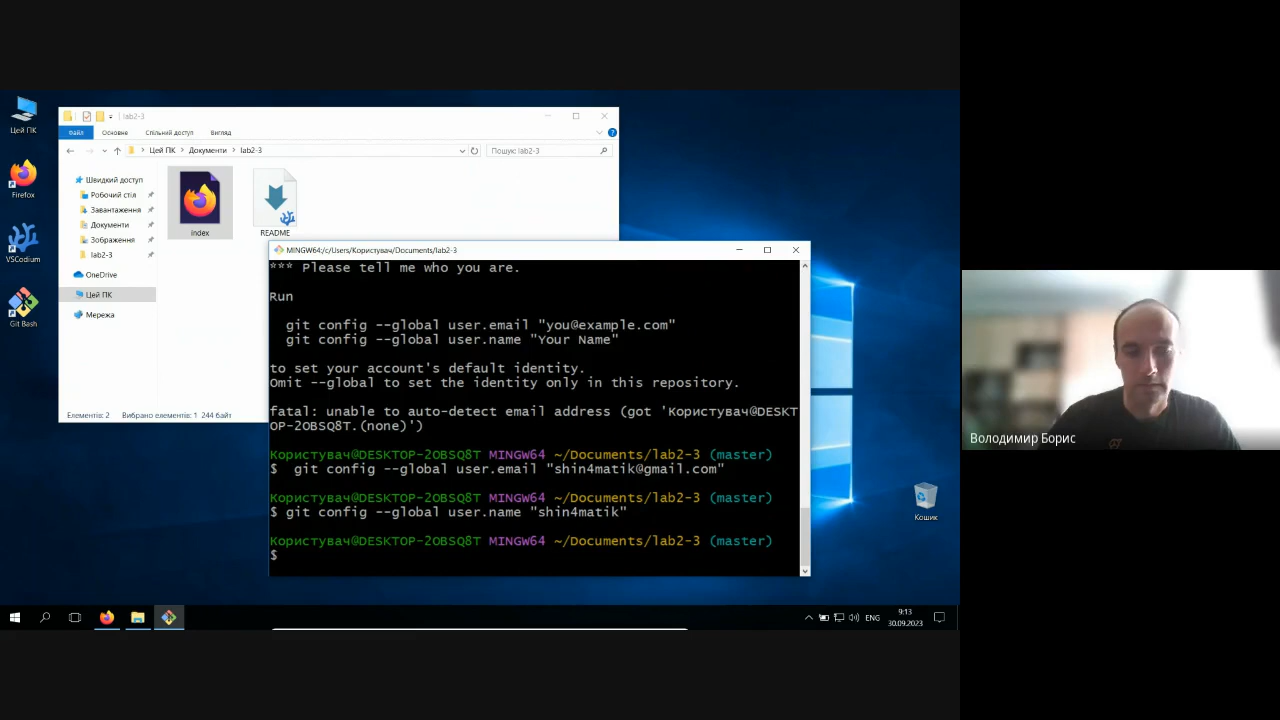 Цей ПК
Firefox
VSCodium
Git Bash
lab2-3
Файл
Основне
Спільний доступ
Вигляд
Цей ПК > Документи > lab2-3
Пошук: lab2-3
Швидкий доступ
Робочий стіл
Завантаження
Документи
Зображення
lab2-3
OneDrive
Цей ПК
Мережа
index
README
Елементів: 2 Вибрано елементів: 1 244 байт
MINGW64:/c/Users/Користувач/Documents/lab2-3
*** Please tell me who you are.
Run
git config --global user.email "you@example.com"
git config --global user.name "Your Name"
to set your account's default identity.
Omit --global to set the identity only in this repository.
fatal: unable to auto-detect email address (got 'Користувач@DESKT
OP-2OBSQ8T.(none)')
Користувач@DESKTOP-2OBSQ8T MINGW64 ~/Documents/lab2-3 (master)
$ git config --global user.email "shin4matik@gmail.com"
Користувач@DESKTOP-2OBSQ8T MINGW64 ~/Documents/lab2-3 (master)
$ git config --global user.name "shin4matik"
Користувач@DESKTOP-2OBSQ8T MINGW64 ~/Documents/lab2-3 (master)
$
Кошик
ENG
9:13
30.09.2023
Володимир Борис